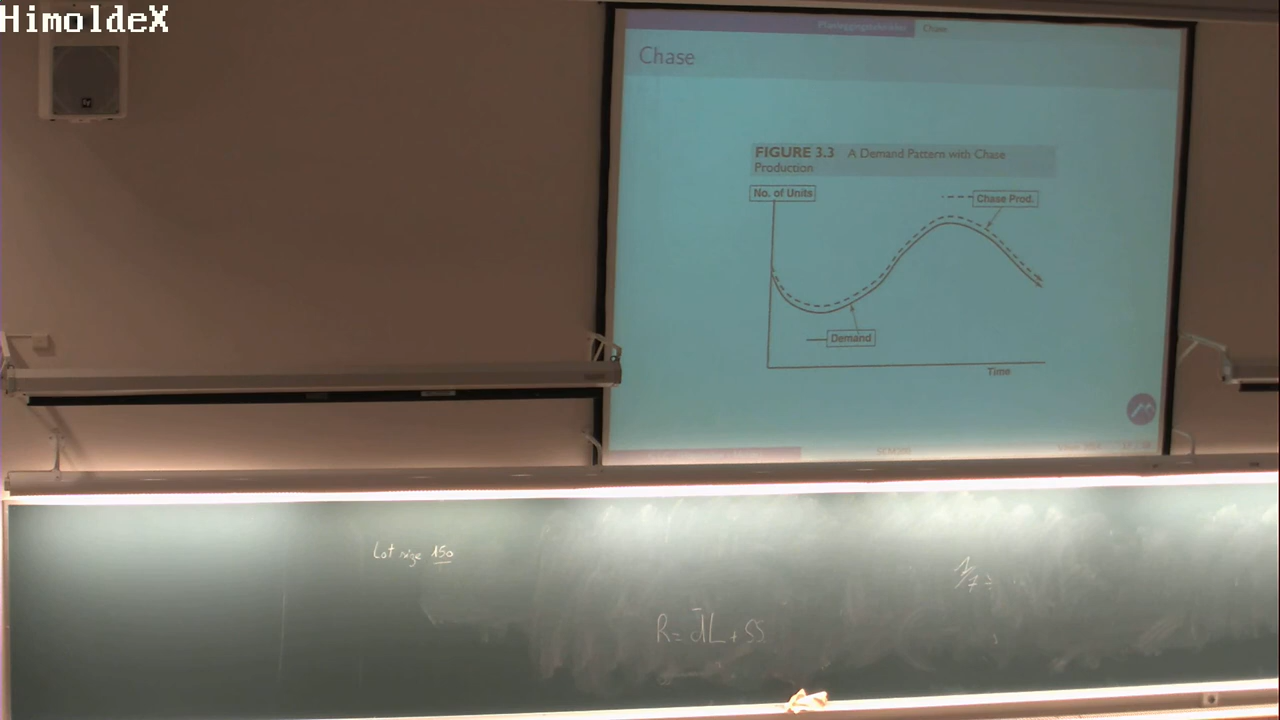 HimoldeX
Chase
Chase
FIGURE 3.3 A Demand Pattern with Chase
Production
No. of Units
Chase Prod.
Demand
Time
Lot size 150
R = d̄L + SS